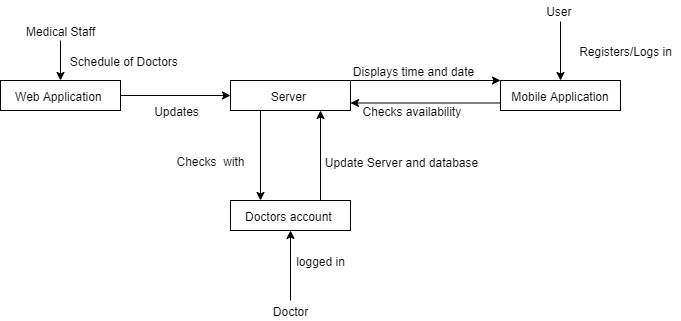 User
Medical Staff
Registers/Logs in
Schedule of Doctors
Displays time and date
Web Application
Server
Mobile Application
Updates
Checks availability
Checks  with
Update Server and database
Doctors account
logged in
Doctor